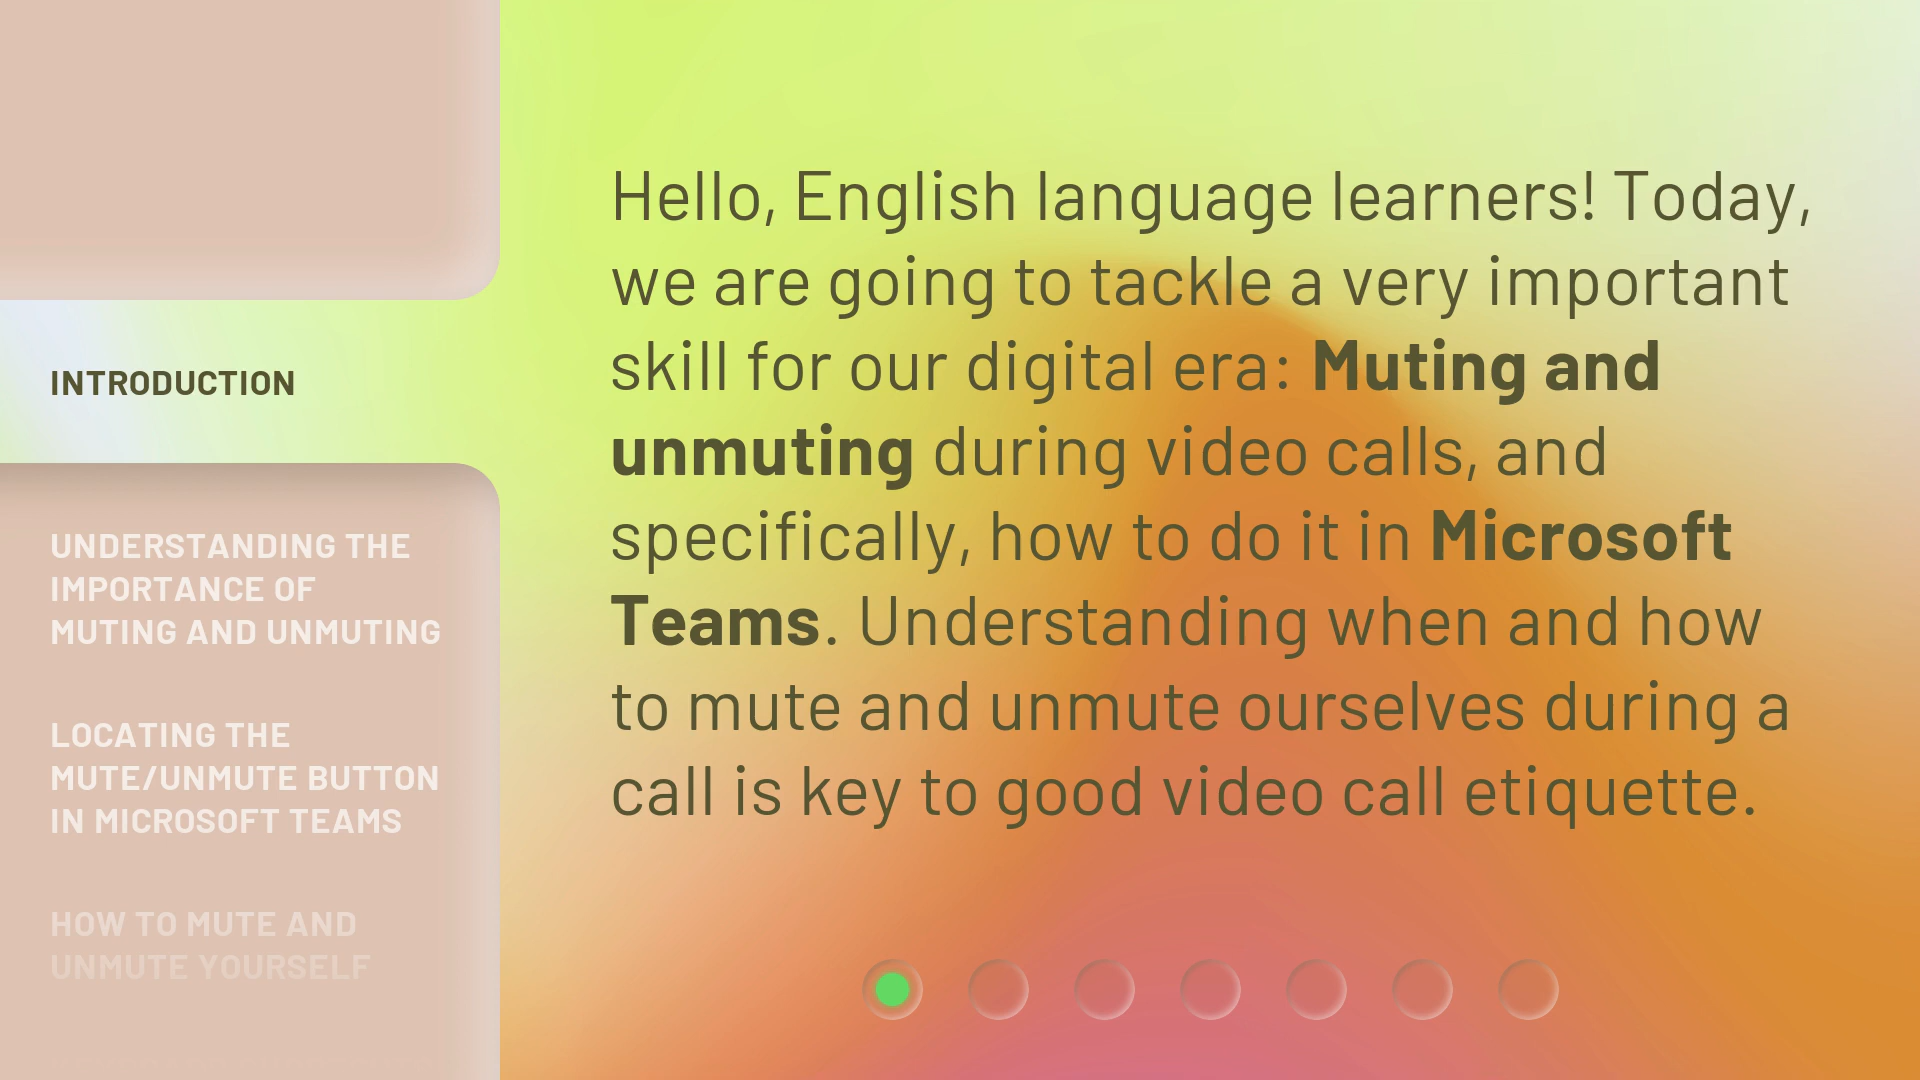 INTRODUCTION
UNDERSTANDING THE
IMPORTANCE OF
MUTING AND UNMUTING
LOCATING THE
MUTE/UNMUTE BUTTON
IN MICROSOFT TEAMS
HOW TO MUTE AND
UNMUTE YOURSELF
Hello, English language learners! Today,
we are going to tackle a very important
skill for our digital era: Muting and
unmuting during video calls, and
specifically, how to do it in Microsoft
Teams. Understanding when and how
to mute and unmute ourselves during a
call is key to good video call etiquette.